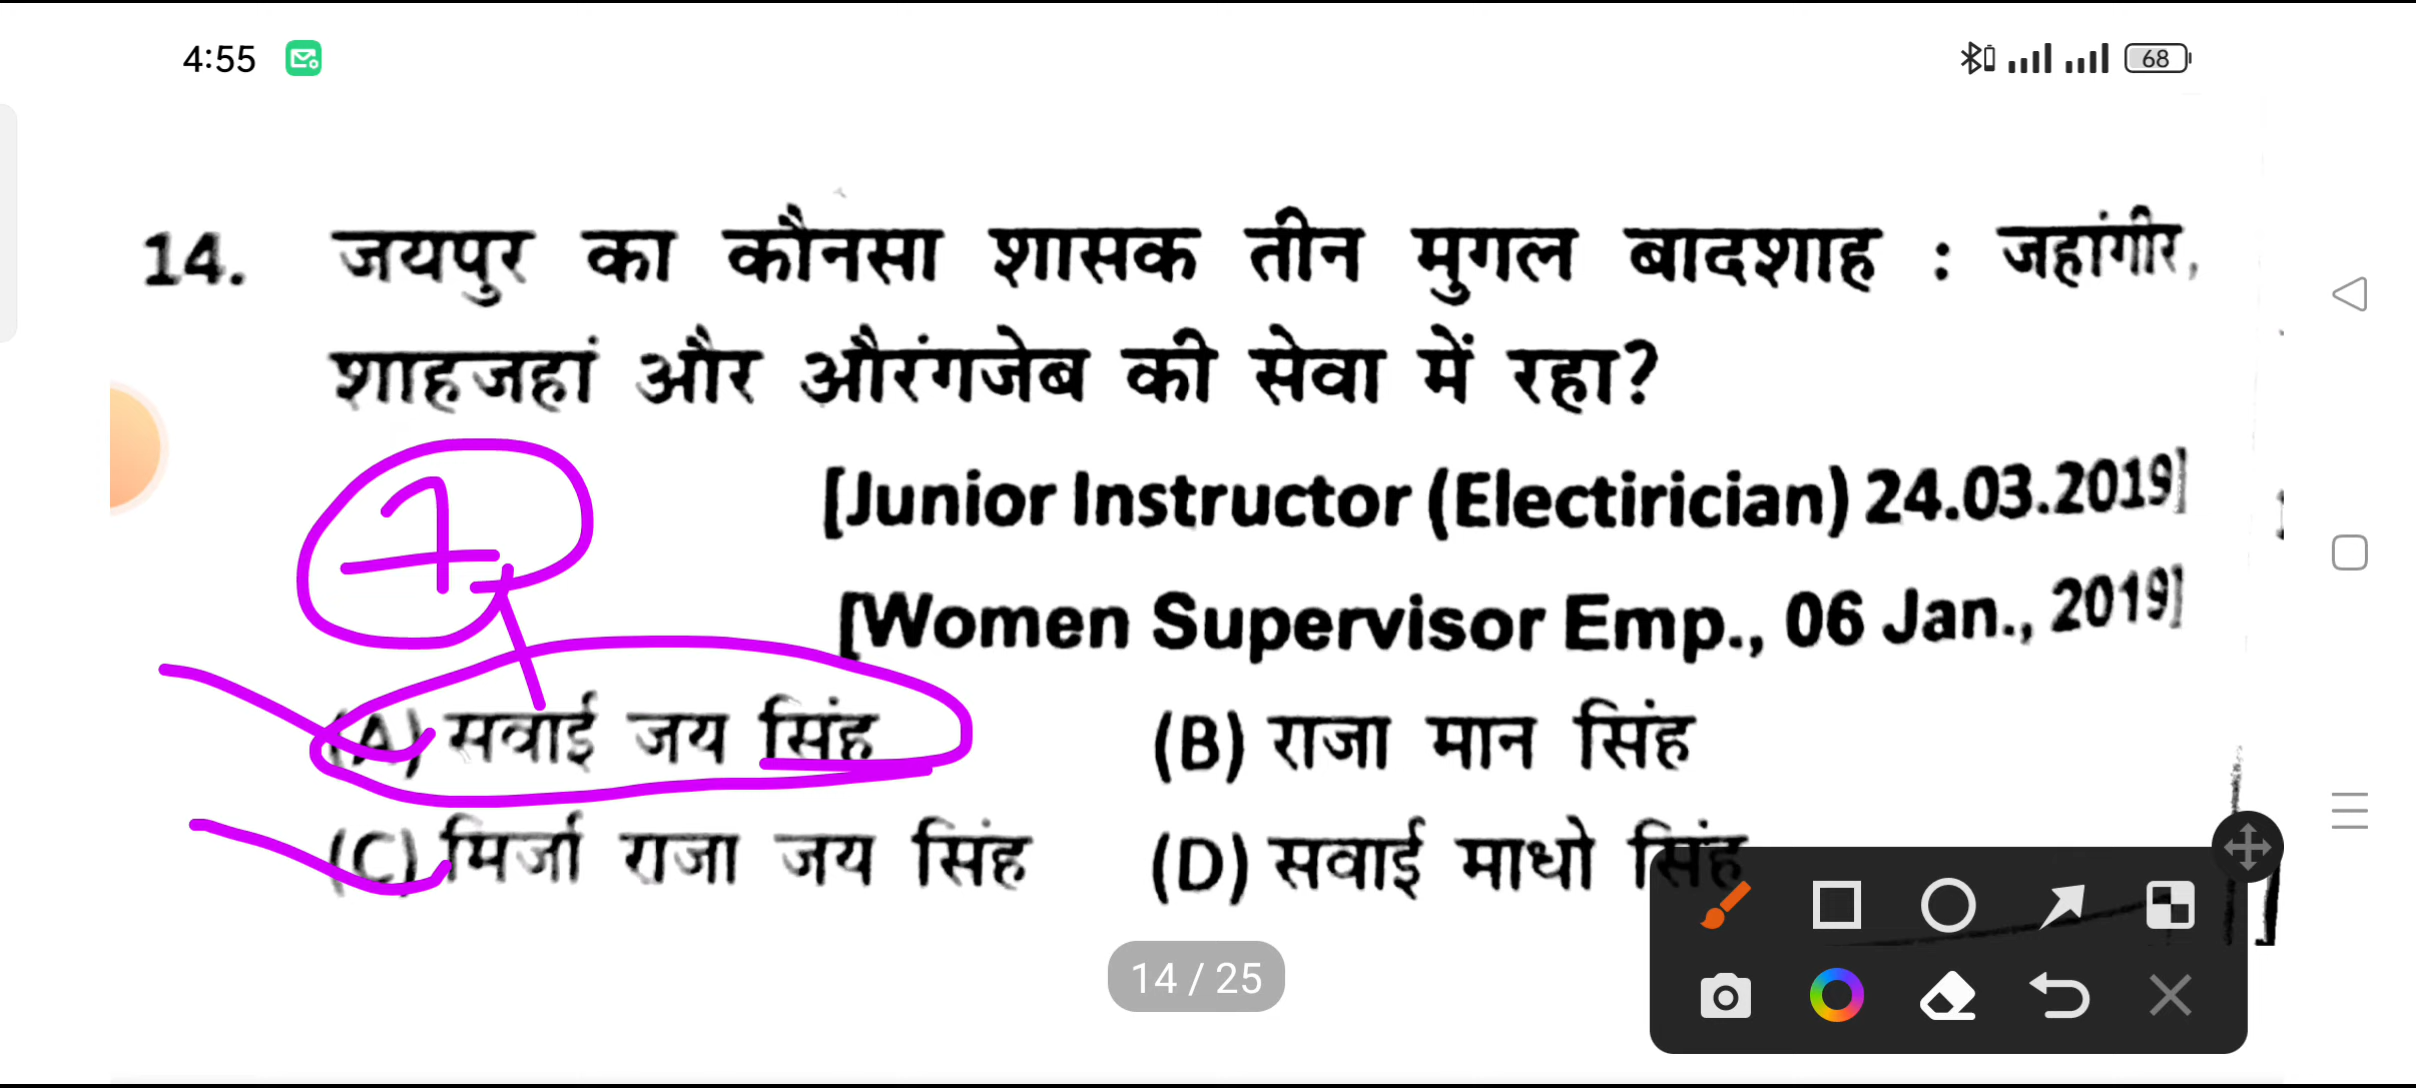 4:55
68
14. जयपुर का कौनसा शासक तीन मुगल बादशाह : जहांगीर,
शाहजहां और औरंगजेब की सेवा में रहा?
7
[Junior Instructor (Electirician) 24.03.2019]
[Women Supervisor Emp., 06 Jan., 2019]
(A) सवाई जय सिंह (B) राजा मान सिंह
(C) मिर्जा राजा जय सिंह (D) सवाई माधो सिंह
14 / 25